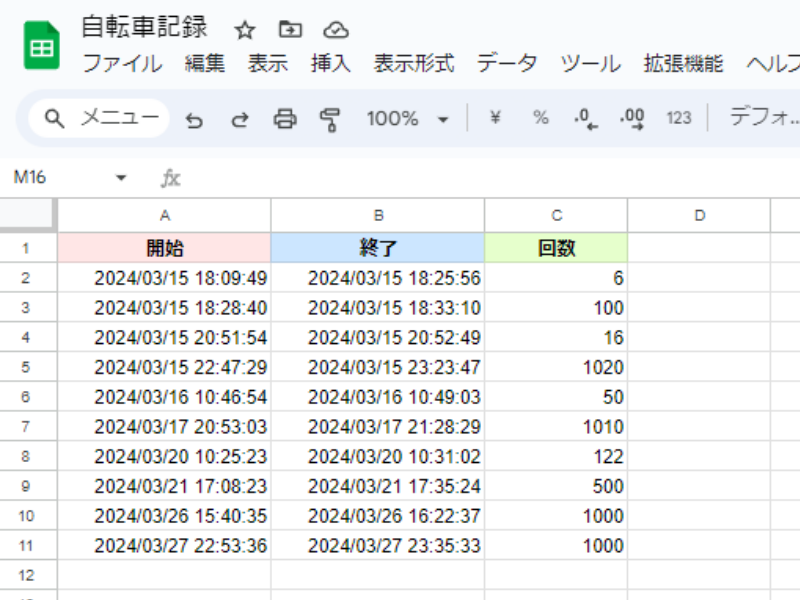 自転車記録
ファイル 編集 表示 挿入 表示形式 データ ツール 拡張機能 ヘルプ
メニュー 100% ¥ % .0 .00 123 デフォ...
M16 fx
A B C D
1 開始 終了 回数
2 2024/03/15 18:09:49 2024/03/15 18:25:56 6
3 2024/03/15 18:28:40 2024/03/15 18:33:10 100
4 2024/03/15 20:51:54 2024/03/15 20:52:49 16
5 2024/03/15 22:47:29 2024/03/15 23:23:47 1020
6 2024/03/16 10:46:54 2024/03/16 10:49:03 50
7 2024/03/17 20:53:03 2024/03/17 21:28:29 1010
8 2024/03/20 10:25:23 2024/03/20 10:31:02 122
9 2024/03/21 17:08:23 2024/03/21 17:35:24 500
10 2024/03/26 15:40:35 2024/03/26 16:22:37 1000
11 2024/03/27 22:53:36 2024/03/27 23:35:33 1000
12